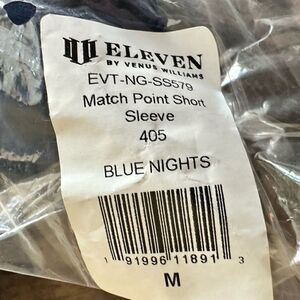 ELEVEN
BY VENUS WILLIAMS
EVT-NG-SS579
Match Point Short
Sleeve
405
BLUE NIGHTS
1 91996 11891 3
M